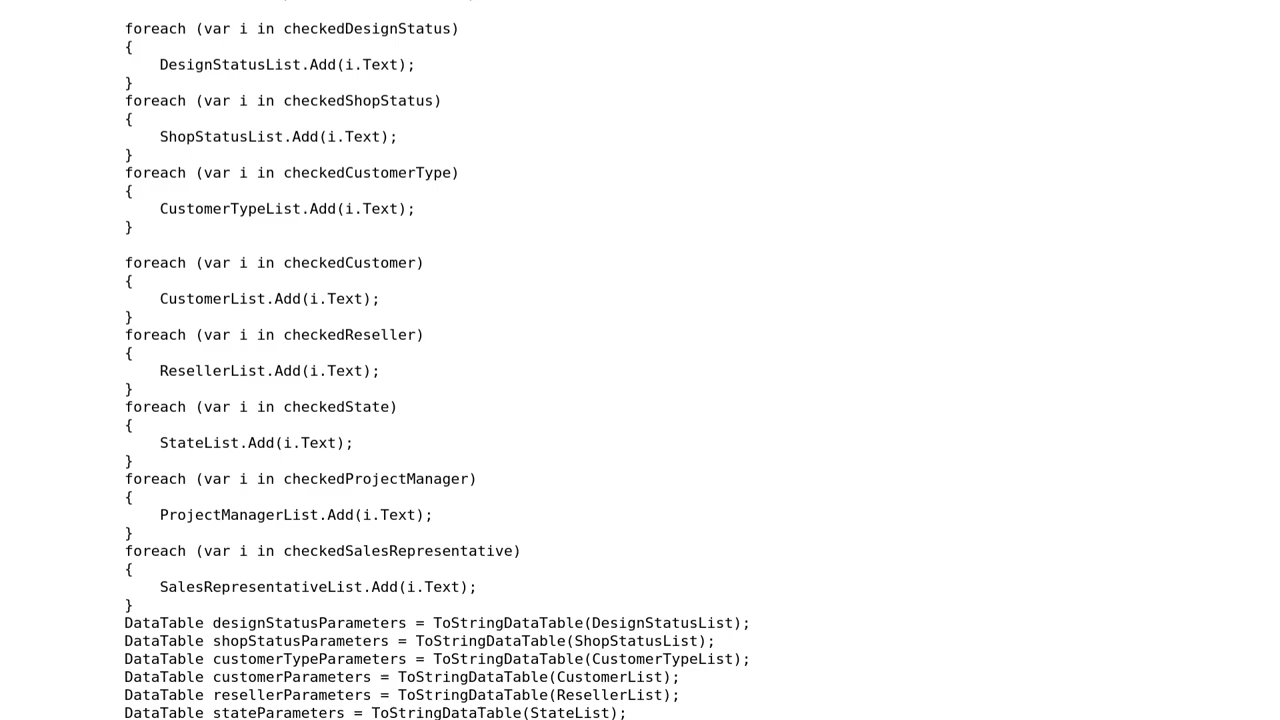 foreach (var i in checkedDesignStatus)
{
    DesignStatusList.Add(i.Text);
}
foreach (var i in checkedShopStatus)
{
    ShopStatusList.Add(i.Text);
}
foreach (var i in checkedCustomerType)
{
    CustomerTypeList.Add(i.Text);
}

foreach (var i in checkedCustomer)
{
    CustomerList.Add(i.Text);
}
foreach (var i in checkedReseller)
{
    ResellerList.Add(i.Text);
}
foreach (var i in checkedState)
{
    StateList.Add(i.Text);
}
foreach (var i in checkedProjectManager)
{
    ProjectManagerList.Add(i.Text);
}
foreach (var i in checkedSalesRepresentative)
{
    SalesRepresentativeList.Add(i.Text);
}
DataTable designStatusParameters = ToStringDataTable(DesignStatusList);
DataTable shopStatusParameters = ToStringDataTable(ShopStatusList);
DataTable customerTypeParameters = ToStringDataTable(CustomerTypeList);
DataTable customerParameters = ToStringDataTable(CustomerList);
DataTable resellerParameters = ToStringDataTable(ResellerList);
DataTable stateParameters = ToStringDataTable(StateList);